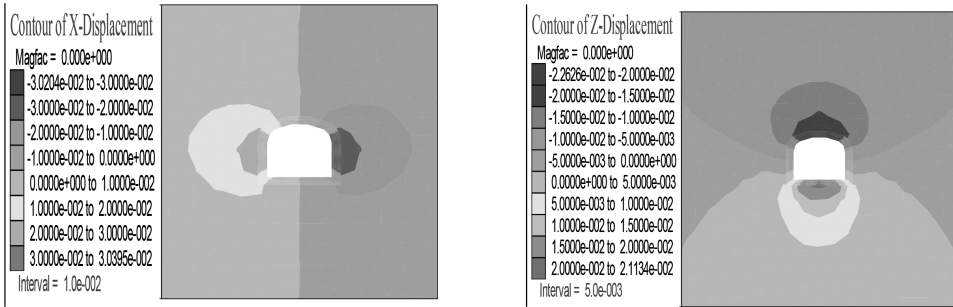 Contour of X-Displacement
Magfac = 0.000e+000
-3.0204e-002 to -3.0000e-002
-3.0000e-002 to -2.0000e-002
-2.0000e-002 to -1.0000e-002
-1.0000e-002 to 0.0000e+000
0.0000e+000 to 1.0000e-002
1.0000e-002 to 2.0000e-002
2.0000e-002 to 3.0000e-002
3.0000e-002 to 3.0395e-002
Interval = 1.0e-002
Contour of Z-Displacement
Magfac = 0.000e+000
-2.2626e-002 to -2.0000e-002
-2.0000e-002 to -1.5000e-002
-1.5000e-002 to -1.0000e-002
-1.0000e-002 to -5.0000e-003
-5.0000e-003 to 0.0000e+000
0.0000e+000 to 5.0000e-003
5.0000e-003 to 1.0000e-002
1.0000e-002 to 1.5000e-002
1.5000e-002 to 2.0000e-002
2.0000e-002 to 2.1134e-002
Interval = 5.0e-003